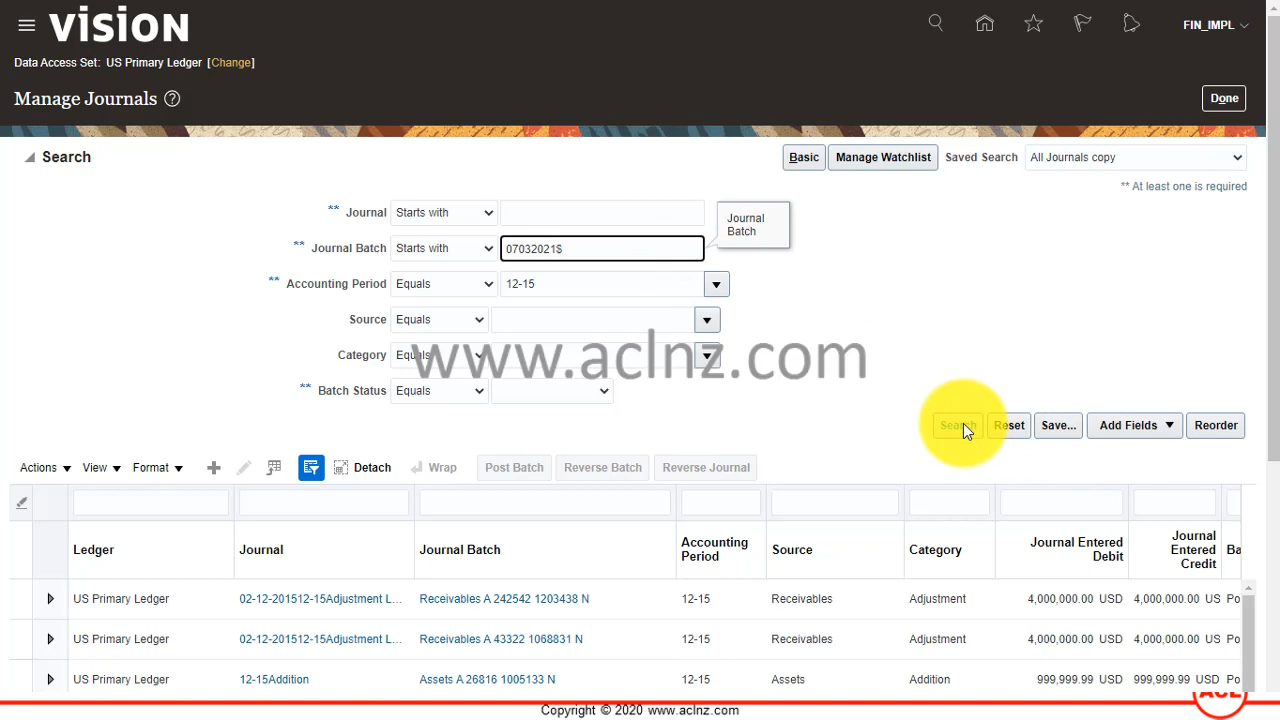 vision
FIN_IMPL
Data Access Set: US Primary Ledger [Change]
Manage Journals
Done
Search
Basic
Manage Watchlist
Saved Search
All Journals copy
** At least one is required
** Journal
Starts with
Journal Batch
** Journal Batch
Starts with
07032021$
** Accounting Period
Equals
12-15
Source
Equals
Category
Equals
www.aclnz.com
** Batch Status
Equals
Search
Reset
Save...
Add Fields
Reorder
Actions
View
Format
Detach
Wrap
Post Batch
Reverse Batch
Reverse Journal
Ledger
Journal
Journal Batch
Accounting Period
Source
Category
Journal Entered Debit
Journal Entered Credit
Ba
US Primary Ledger
02-12-201512-15Adjustment L...
Receivables A 242542 1203438 N
12-15
Receivables
Adjustment
4,000,000.00 USD
4,000,000.00 US
Po
US Primary Ledger
02-12-201512-15Adjustment L...
Receivables A 43322 1068831 N
12-15
Receivables
Adjustment
4,000,000.00 USD
4,000,000.00 US
Po
US Primary Ledger
12-15Addition
Assets A 26816 1005133 N
12-15
Assets
Addition
999,999.99 USD
999,999.99 USD
Po
ACL
Copyright © 2020 www.aclnz.com